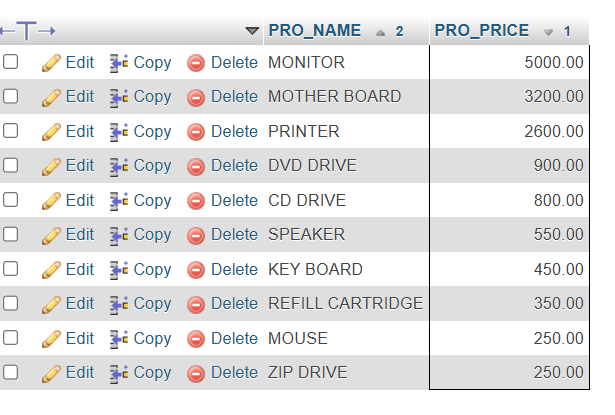 PRO_NAME 2 PRO_PRICE 1
Edit Copy Delete MONITOR 5000.00
Edit Copy Delete MOTHER BOARD 3200.00
Edit Copy Delete PRINTER 2600.00
Edit Copy Delete DVD DRIVE 900.00
Edit Copy Delete CD DRIVE 800.00
Edit Copy Delete SPEAKER 550.00
Edit Copy Delete KEY BOARD 450.00
Edit Copy Delete REFILL CARTRIDGE 350.00
Edit Copy Delete MOUSE 250.00
Edit Copy Delete ZIP DRIVE 250.00